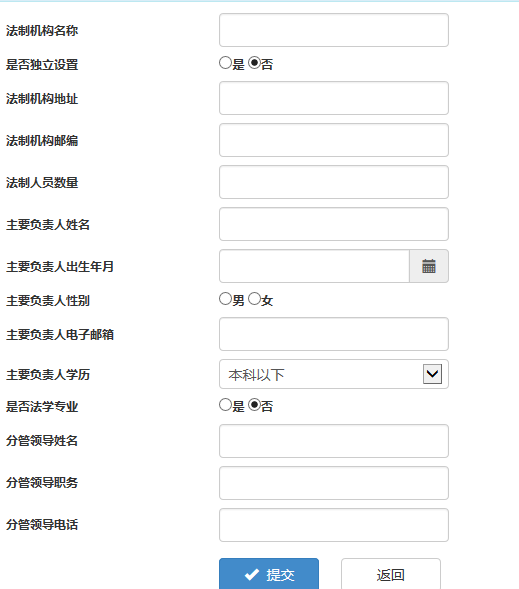 法制机构名称
是否独立设置 是 否
法制机构地址
法制机构邮编
法制人员数量
主要负责人姓名
主要负责人出生年月
主要负责人性别 男 女
主要负责人电子邮箱
主要负责人学历 本科以下
是否法学专业 是 否
分管领导姓名
分管领导职务
分管领导电话
提交 返回